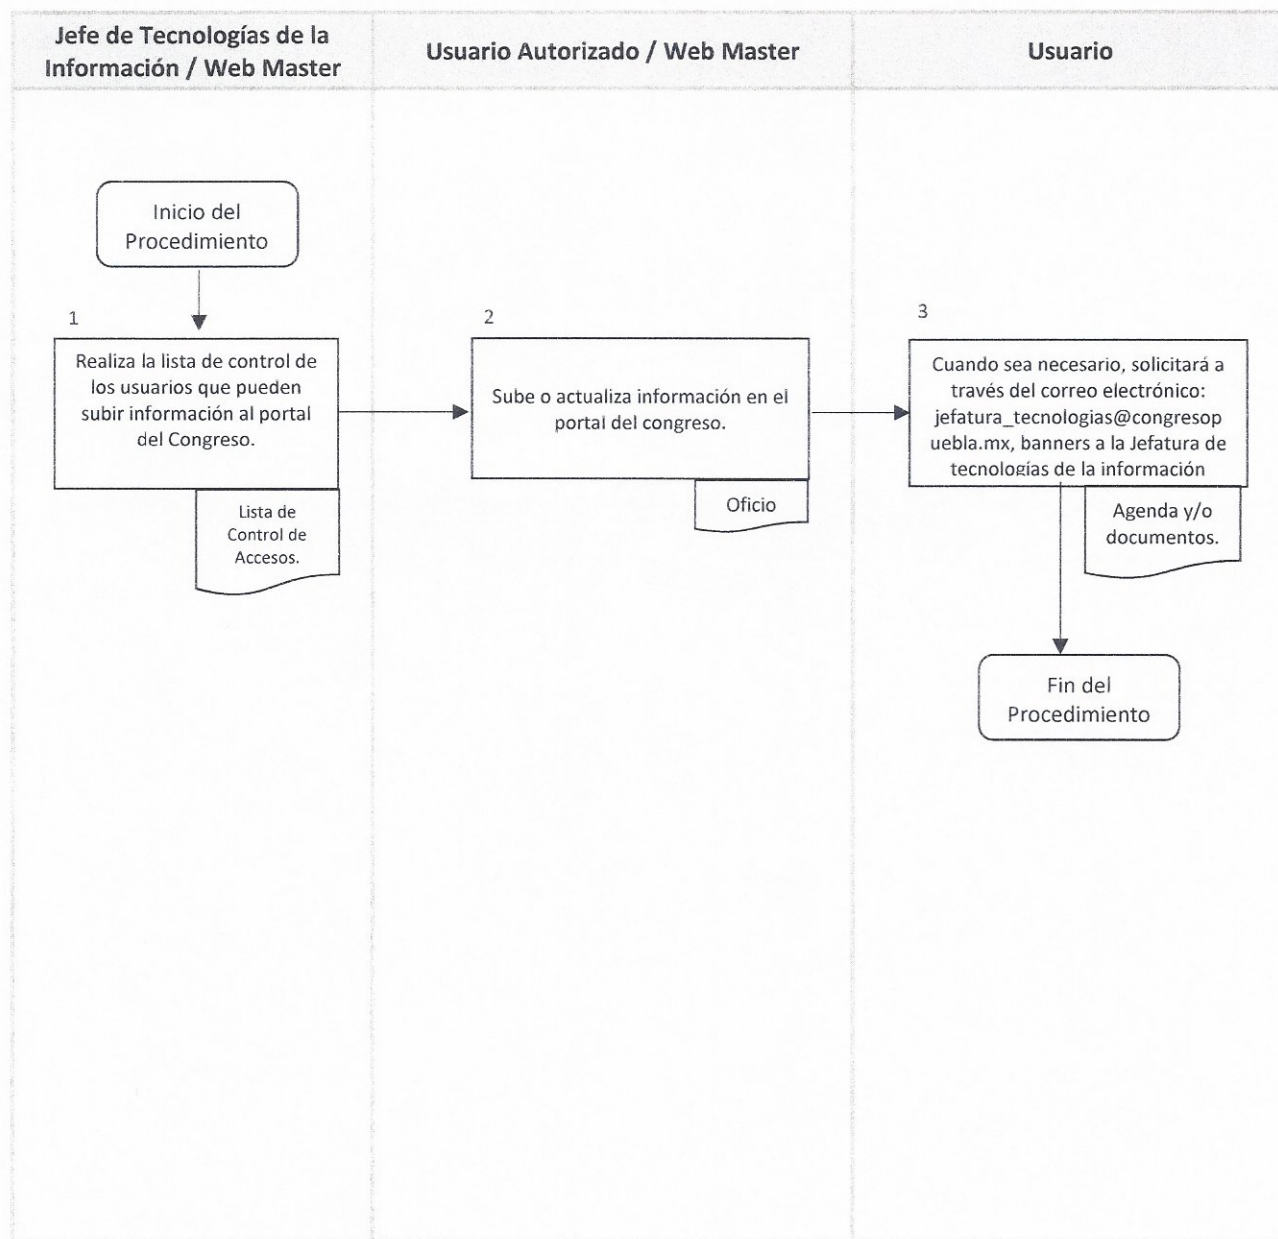 Jefe de Tecnologías de la
Información / Web Master
Usuario Autorizado / Web Master
Usuario
Inicio del
Procedimiento
1
Realiza la lista de control de
los usuarios que pueden
subir información al portal
del Congreso.
Lista de
Control de
Accesos.
2
Sube o actualiza información en el
portal del congreso.
Oficio
3
Cuando sea necesario, solicitará a
través del correo electrónico:
jefatura_tecnologias@congresop
uebla.mx, banners a la Jefatura de
tecnologías de la información
Agenda y/o
documentos.
Fin del
Procedimiento